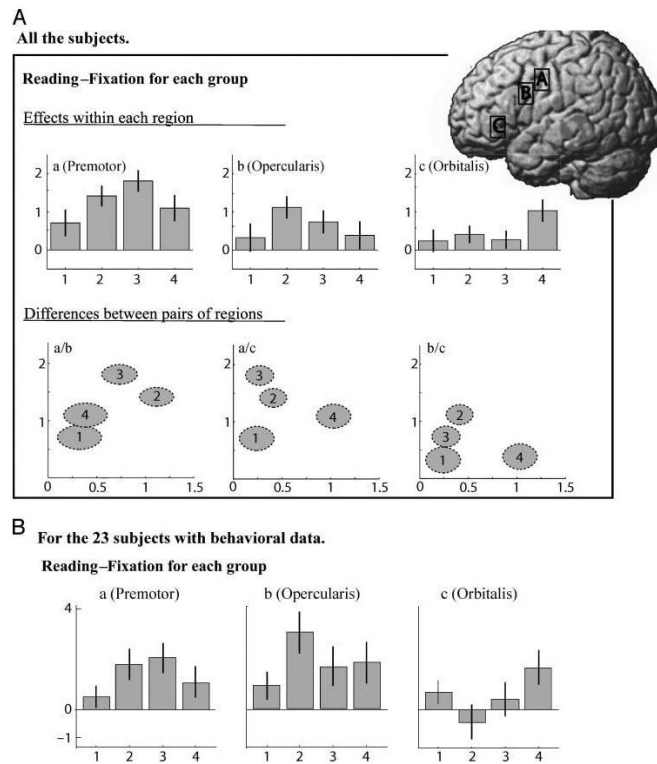 A
All the subjects.
Reading–Fixation for each group
Effects within each region
A
B
C
a (Premotor)
b (Opercularis)
c (Orbitalis)
2
1
0
1 2 3 4
2
1
0
1 2 3 4
2
1
0
1 2 3 4
Differences between pairs of regions
a/b
a/c
b/c
2
1
3
2
4
1
0 0.5 1 1.5
2
1
3
2
4
1
0 0.5 1 1.5
2
1
2
3
1
4
0 0.5 1 1.5
B
For the 23 subjects with behavioral data.
Reading–Fixation for each group
a (Premotor)
b (Opercularis)
c (Orbitalis)
4
0
–1
1 2 3 4
1 2 3 4
1 2 3 4